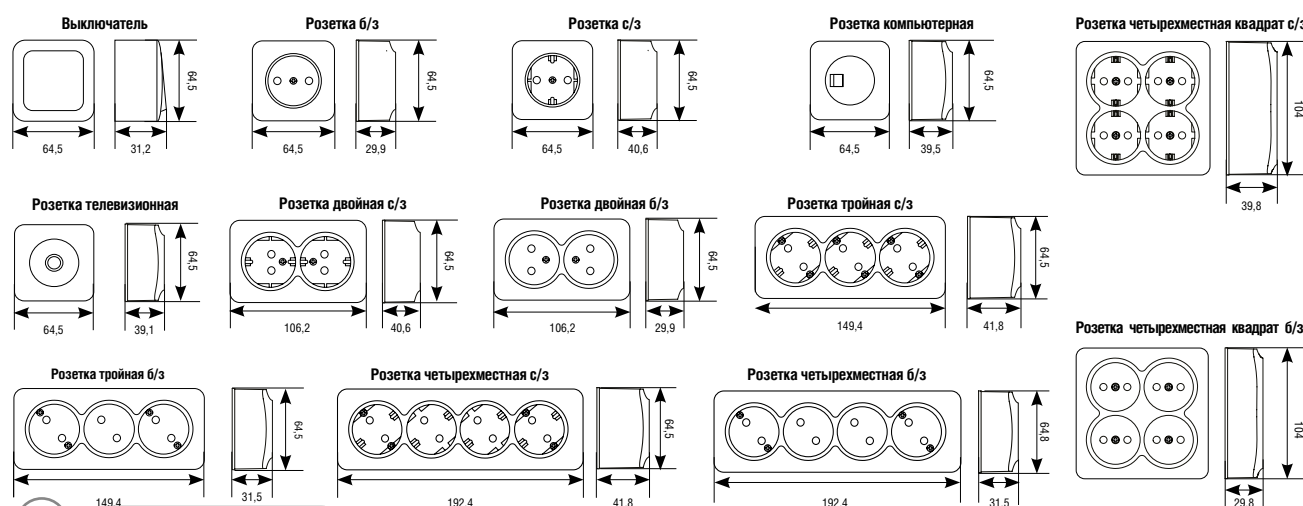 Выключатель
64,5
31,2
64,5
Розетка б/з
64,5
29,9
64,5
Розетка с/з
64,5
40,6
64,5
Розетка компьютерная
64,5
39,5
64,5
Розетка четырехместная квадрат с/з
104
39,8
Розетка телевизионная
64,5
39,1
64,5
Розетка двойная с/з
106,2
40,6
64,5
Розетка двойная б/з
106,2
29,9
64,5
Розетка тройная с/з
149,4
41,8
64,5
Розетка четырехместная квадрат б/з
104
29,8
Розетка тройная б/з
149,4
31,5
64,5
Розетка четырехместная с/з
192,4
41,8
64,5
Розетка четырехместная б/з
192,4
31,5
64,8